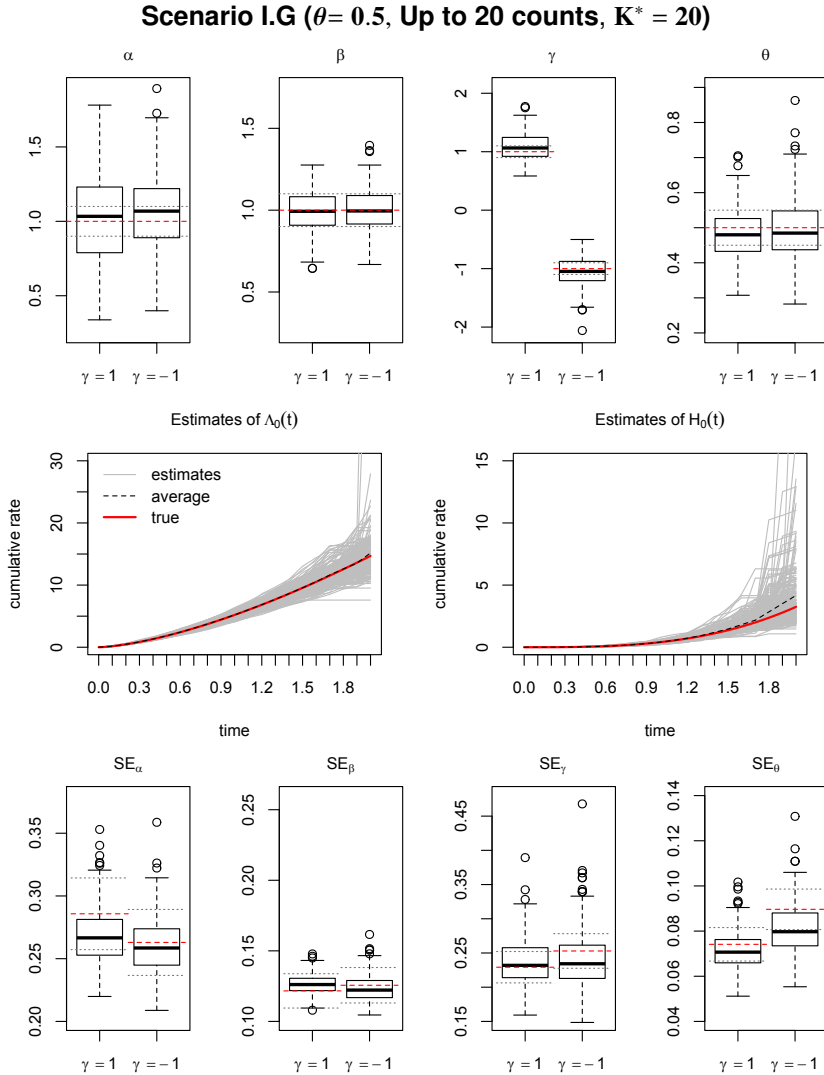 Scenario I.G (θ= 0.5, Up to 20 counts, K* = 20)
α β γ θ
0.5 1.0 1.5
0.5 1.0 1.5
-2 -1 0 1 2
0.2 0.4 0.6 0.8
γ = 1 γ = −1 γ = 1 γ = −1 γ = 1 γ = −1 γ = 1 γ = −1
Estimates of Λ₀(t)
cumulative rate
0 10 20 30
estimates
average
true
0.0 0.3 0.6 0.9 1.2 1.5 1.8
time
Estimates of H₀(t)
cumulative rate
0 5 10 15
0.0 0.3 0.6 0.9 1.2 1.5 1.8
time
SEα SEβ SEγ SEθ
0.20 0.25 0.30 0.35
0.10 0.15 0.20 0.25
0.15 0.25 0.35 0.45
0.04 0.06 0.08 0.10 0.12 0.14
γ = 1 γ = −1 γ = 1 γ = −1 γ = 1 γ = −1 γ = 1 γ = −1